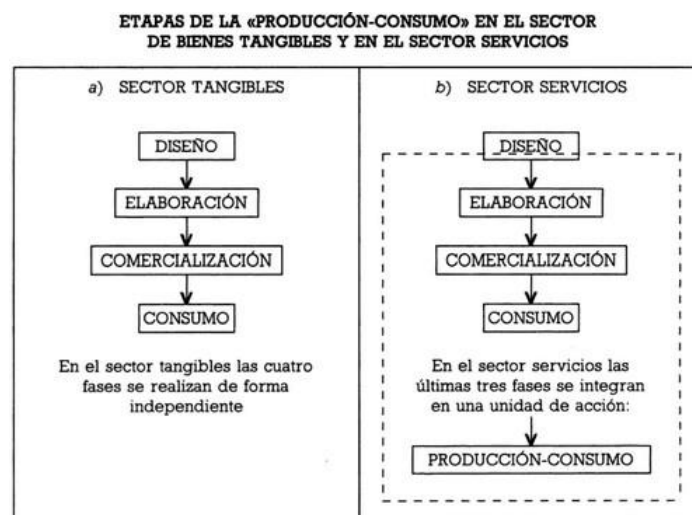 ETAPAS DE LA «PRODUCCIÓN-CONSUMO» EN EL SECTOR
DE BIENES TANGIBLES Y EN EL SECTOR SERVICIOS
a) SECTOR TANGIBLES
DISEÑO
ELABORACIÓN
COMERCIALIZACIÓN
CONSUMO
En el sector tangibles las cuatro
fases se realizan de forma
independiente
b) SECTOR SERVICIOS
DISEÑO
ELABORACIÓN
COMERCIALIZACIÓN
CONSUMO
En el sector servicios las
últimas tres fases se integran
en una unidad de acción:
PRODUCCIÓN-CONSUMO